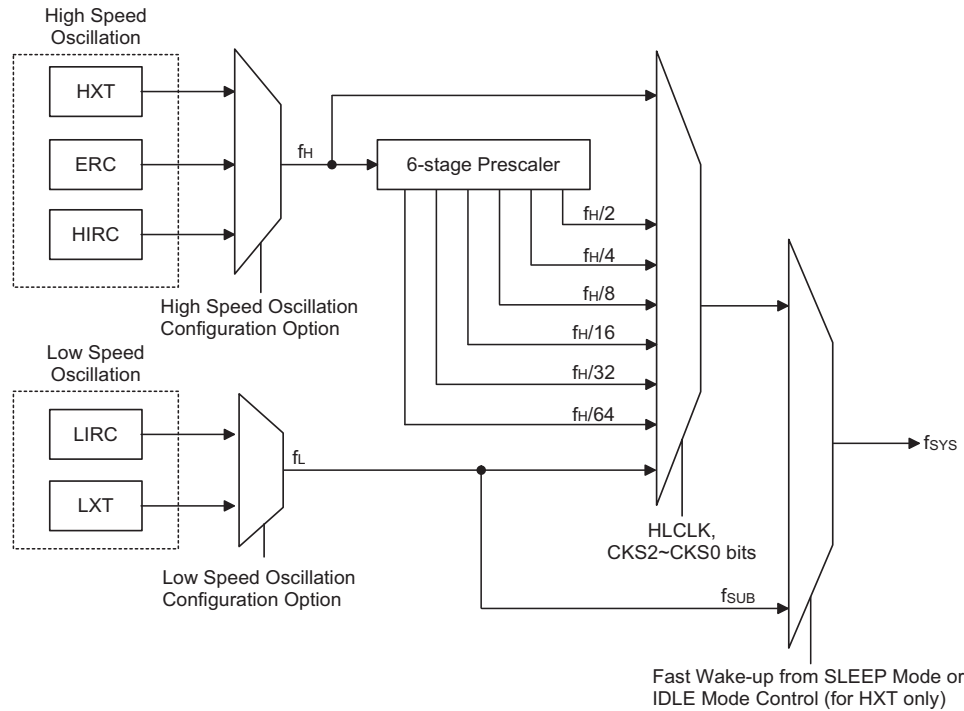 High Speed
Oscillation
HXT
ERC
HIRC
fH
6-stage Prescaler
fH/2
fH/4
fH/8
fH/16
fH/32
fH/64
High Speed Oscillation
Configuration Option
Low Speed
Oscillation
LIRC
LXT
fL
Low Speed Oscillation
Configuration Option
HLCLK,
CKS2~CKS0 bits
fSUB
fSYS
Fast Wake-up from SLEEP Mode or
IDLE Mode Control (for HXT only)